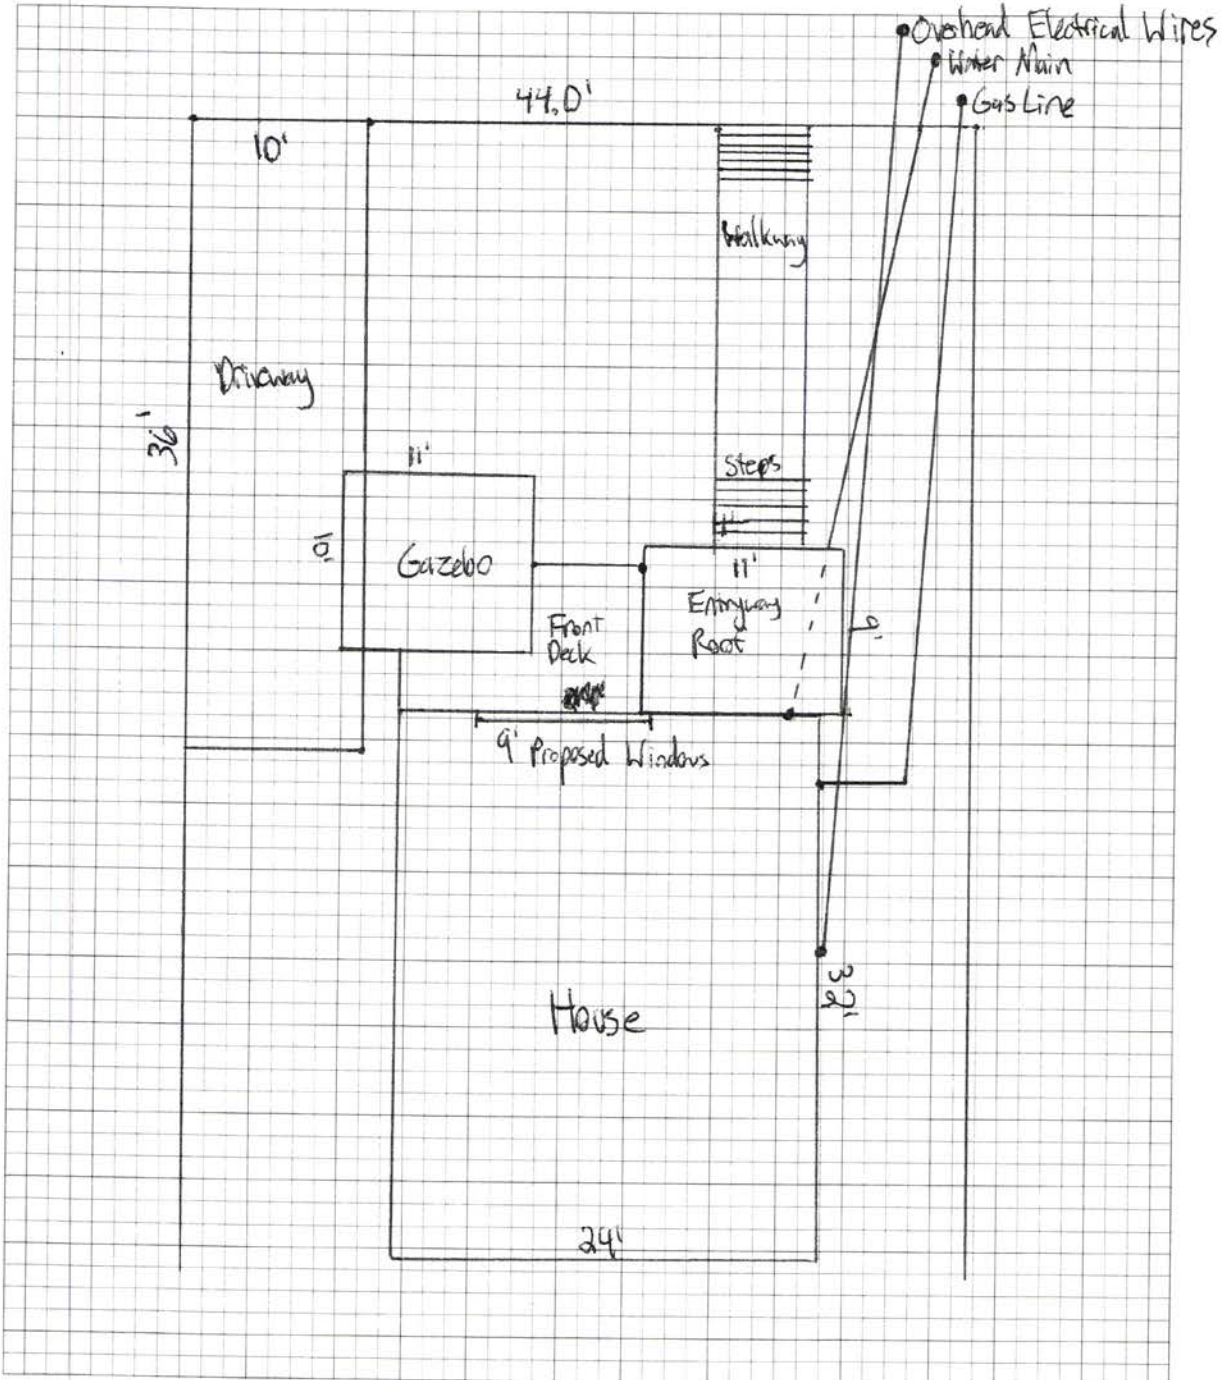 Overhead Electrical Wires
Water Main
Gas Line
44.0'
10'
Walkway
Driveway
36'
11'
Steps
10'
Gazebo
4'
11'
Entryway
Roof
9'
Front
Deck
9' Proposed Windows
House
32'
24'